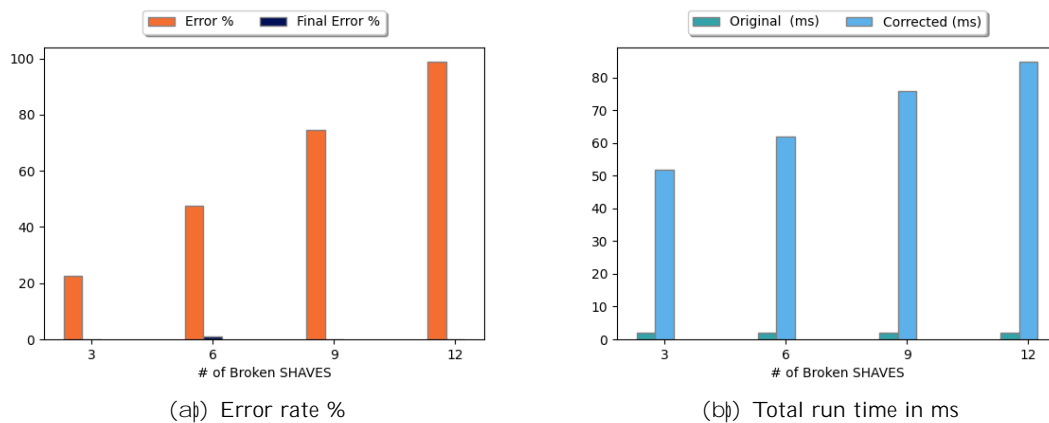 Error %
Final Error %
100
80
60
40
20
0
3
6
9
12
# of Broken SHAVES
(a) Error rate %
Original (ms)
Corrected (ms)
80
70
60
50
40
30
20
10
0
3
6
9
12
# of Broken SHAVES
(b) Total run time in ms